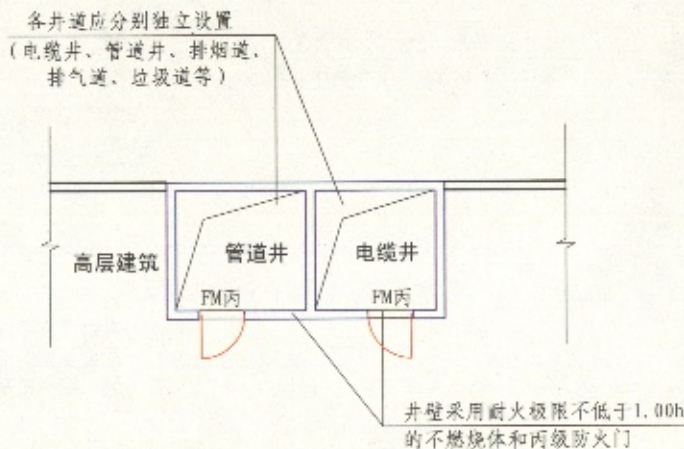 各井道应分别独立设置
(电缆井、管道井、排烟道、
排气道、垃圾道等)
高层建筑
管道井
电缆井
FM丙
FM丙
井壁采用耐火极限不低于1.00h
的不燃烧体和丙级防火门